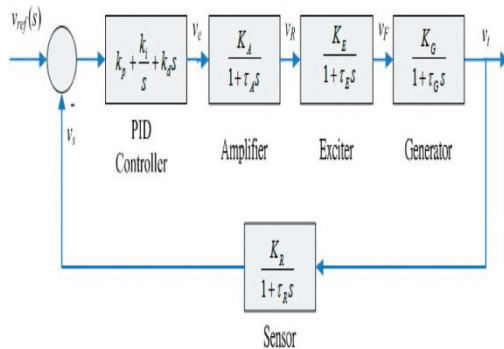 v_ref(s)
-
v_s
k_p + k_i/s + k_d s
PID
Controller
v_e
K_A
1+τ_A s
Amplifier
v_R
K_E
1+τ_E s
Exciter
v_F
K_G
1+τ_G s
Generator
v_t
K_R
1+τ_R s
Sensor